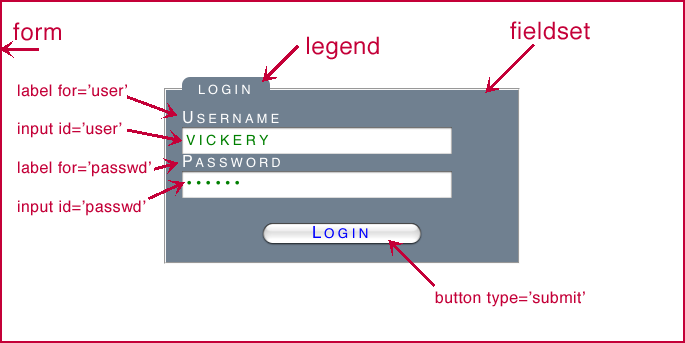 form
fieldset
legend
LOGIN
label for='user'
USERNAME
input id='user'
VICKERY
label for='passwd'
PASSWORD
input id='passwd'
••••••
LOGIN
button type='submit'